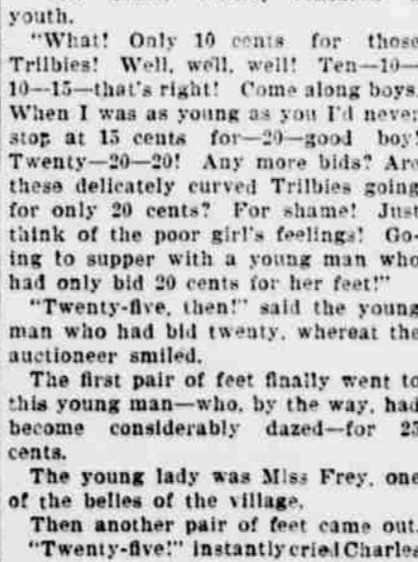 youth.
"What! Only 10 cents for those
Trilbies! Well, well, well! Ten—10—
10—15—that's right! Come along boys.
When I was as young as you I'd never
stop at 15 cents for—20—good boy!
Twenty—20—20! Any more bids? Are
these delicately curved Trilbies going
for only 20 cents? For shame! Just
think of the poor girl's feelings! Go-
ing to supper with a young man who
had only bid 20 cents for her feet!"
"Twenty-five, then!" said the young
man who had bid twenty, whereat the
auctioneer smiled.
The first pair of feet finally went to
this young man—who, by the way, had
become considerably dazed—for 25
cents.
The young lady was Miss Frey, one
of the belles of the village.
Then another pair of feet came out.
"Twenty-five!" instantly cried Charles